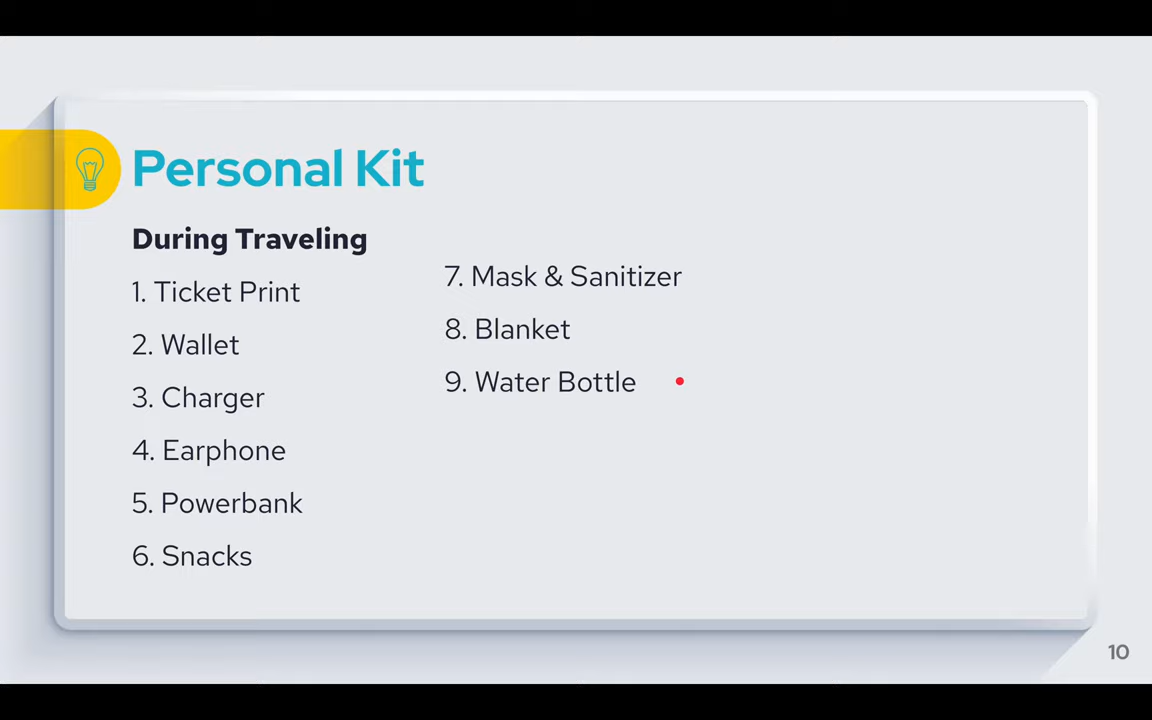 Personal Kit
During Traveling
1. Ticket Print
2. Wallet
3. Charger
4. Earphone
5. Powerbank
6. Snacks
7. Mask & Sanitizer
8. Blanket
9. Water Bottle
10